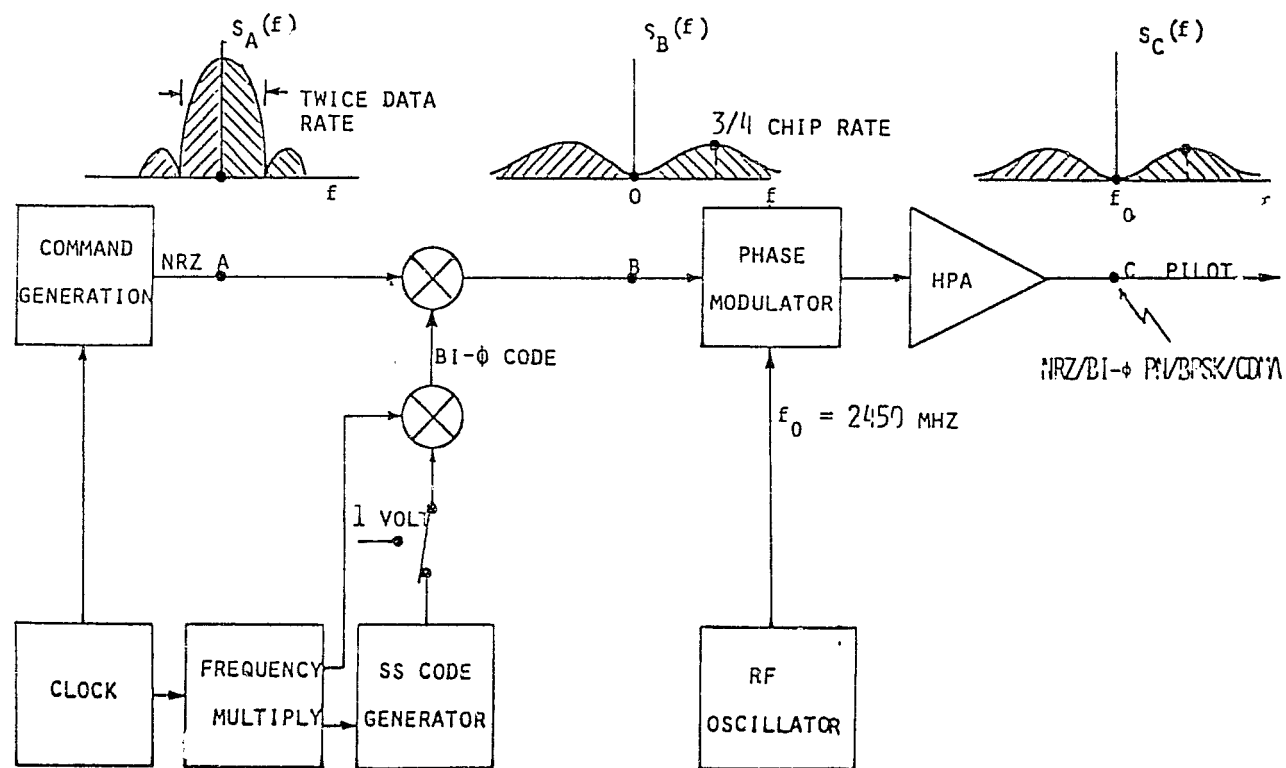 S_A(f)
S_B(f)
S_C(f)
TWICE DATA
RATE
3/4 CHIP RATE
f
0
f
f_0
COMMAND
GENERATION
NRZ A
B
PHASE
MODULATOR
HPA
C PILOT
BI-ϕ CODE
NRZ/BI-ϕ PN/BPSK/CDMA
f_0 = 2450 MHZ
1 VOLT
CLOCK
FREQUENCY
MULTIPLY
SS CODE
GENERATOR
RF
OSCILLATOR